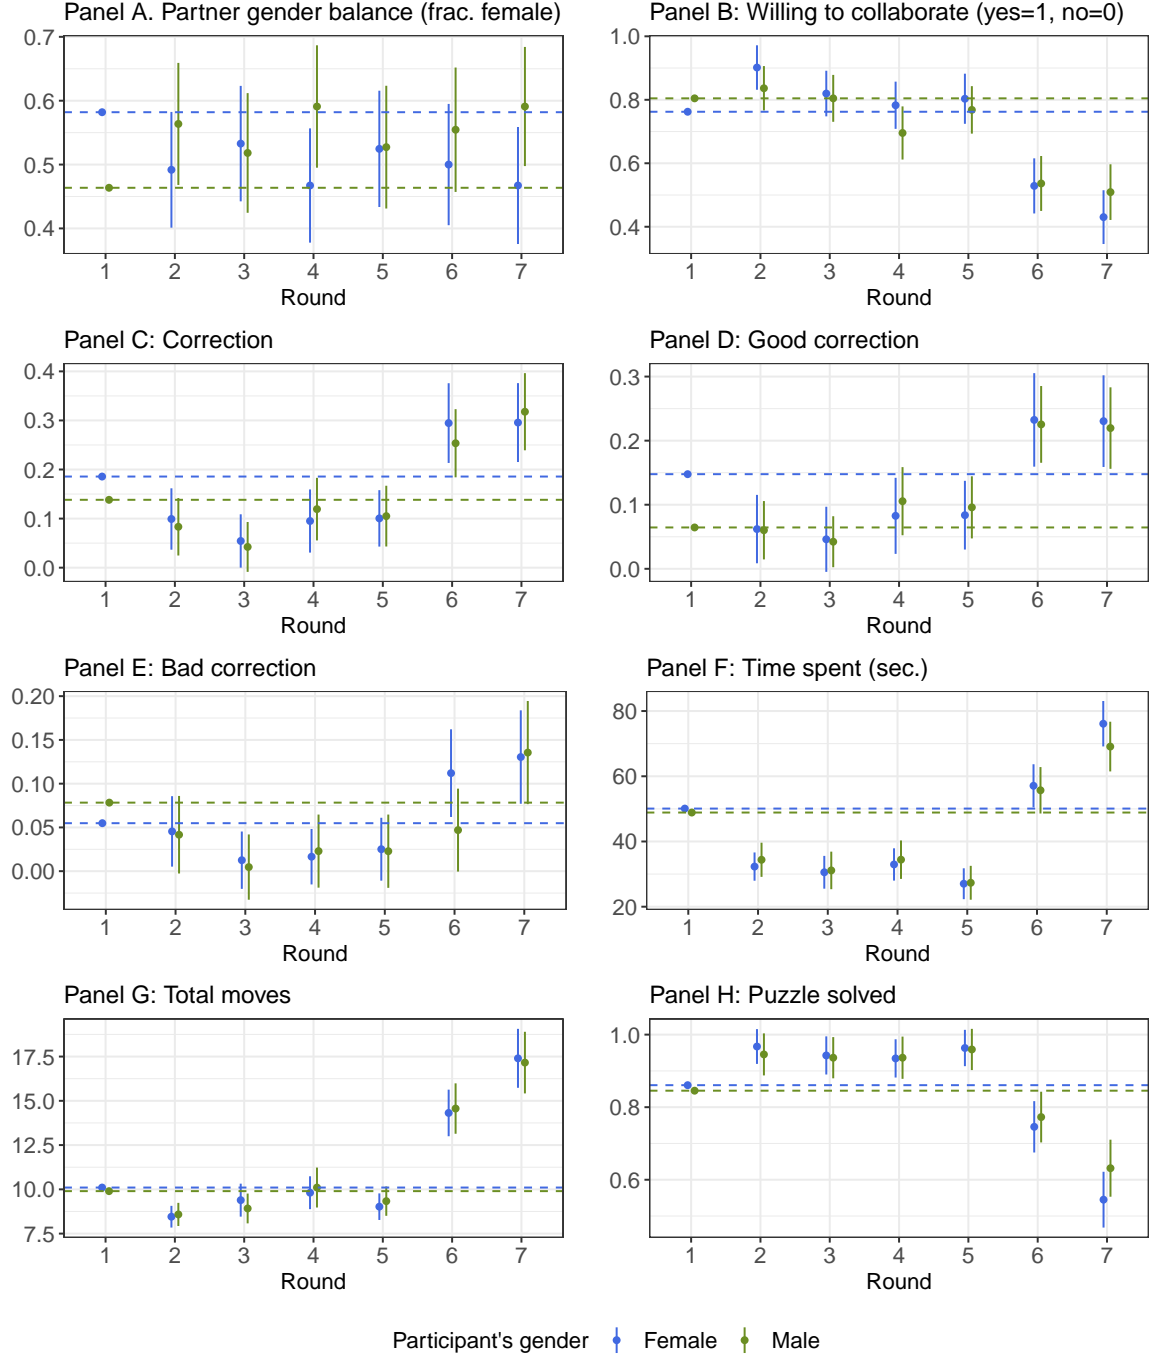 Panel A. Partner gender balance (frac. female)
0.7
0.6
0.5
0.4
1 2 3 4 5 6 7
Round
Panel B: Willing to collaborate (yes=1, no=0)
1.0
0.8
0.6
0.4
1 2 3 4 5 6 7
Round
Panel C: Correction
0.4
0.3
0.2
0.1
0.0
1 2 3 4 5 6 7
Round
Panel D: Good correction
0.3
0.2
0.1
0.0
1 2 3 4 5 6 7
Round
Panel E: Bad correction
0.20
0.15
0.10
0.05
0.00
1 2 3 4 5 6 7
Round
Panel F: Time spent (sec.)
80
60
40
20
1 2 3 4 5 6 7
Round
Panel G: Total moves
17.5
15.0
12.5
10.0
7.5
1 2 3 4 5 6 7
Round
Panel H: Puzzle solved
1.0
0.8
0.6
1 2 3 4 5 6 7
Round
Participant's gender Female Male